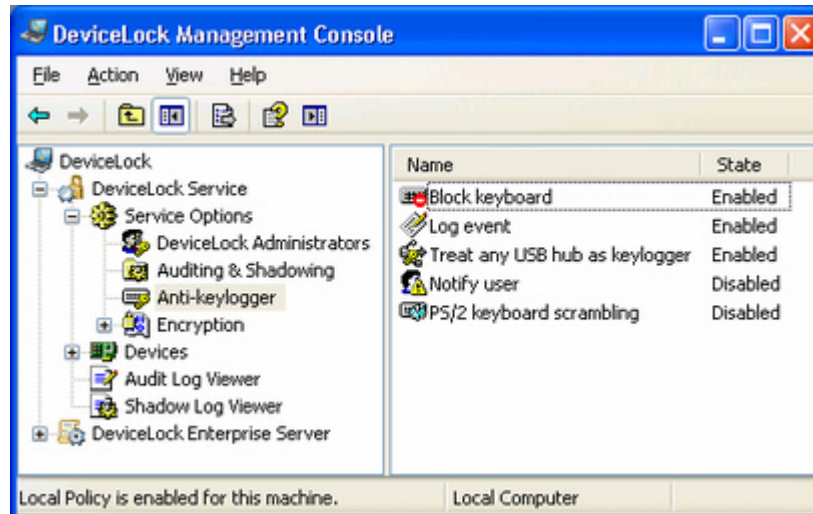 DeviceLock Management Console
File Action View Help
DeviceLock
DeviceLock Service
Service Options
DeviceLock Administrators
Auditing & Shadowing
Anti-keylogger
Encryption
Devices
Audit Log Viewer
Shadow Log Viewer
DeviceLock Enterprise Server
Name State
Block keyboard Enabled
Log event Enabled
Treat any USB hub as keylogger Enabled
Notify user Disabled
PS/2 keyboard scrambling Disabled
Local Policy is enabled for this machine. Local Computer